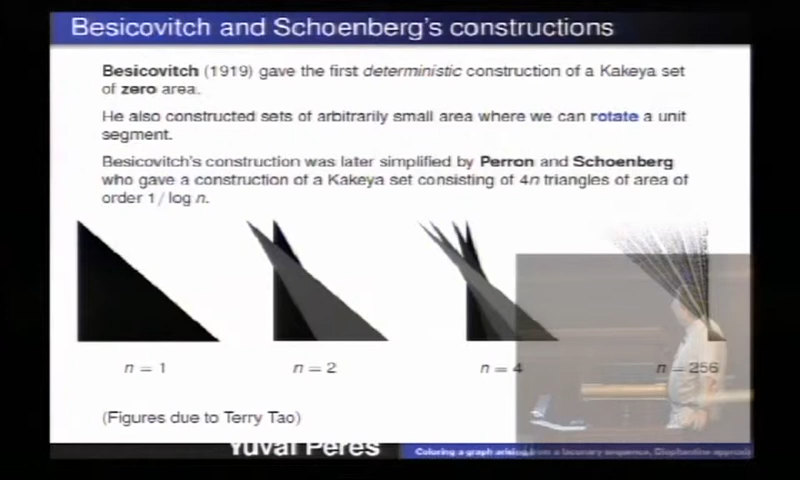 Besicovitch and Schoenberg's constructions
Besicovitch (1919) gave the first deterministic construction of a Kakeya set
of zero area.
He also constructed sets of arbitrarily small area where we can rotate a unit
segment.
Besicovitch's construction was later simplified by Perron and Schoenberg
who gave a construction of a Kakeya set consisting of 4n triangles of area of
order 1/ log n.
n = 1
n = 2
n = 4
n = 256
(Figures due to Terry Tao)
Yuval Peres
Coloring a graph arising from a lacunary sequence, Diophantine approxi